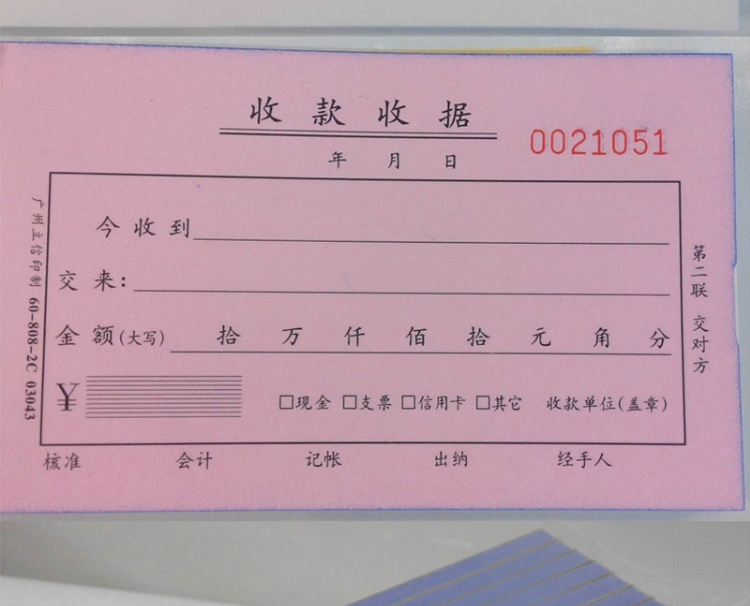 收款收据
0021051
年 月 日
今收到
交来：
金额(大写) 拾 万 仟 佰 拾 元 角 分
¥ □现金 □支票 □信用卡 □其它 收款单位(盖章)
核准 会计 记帐 出纳 经手人
广州立信印制 60-808-2C 03043
第二联 交对方